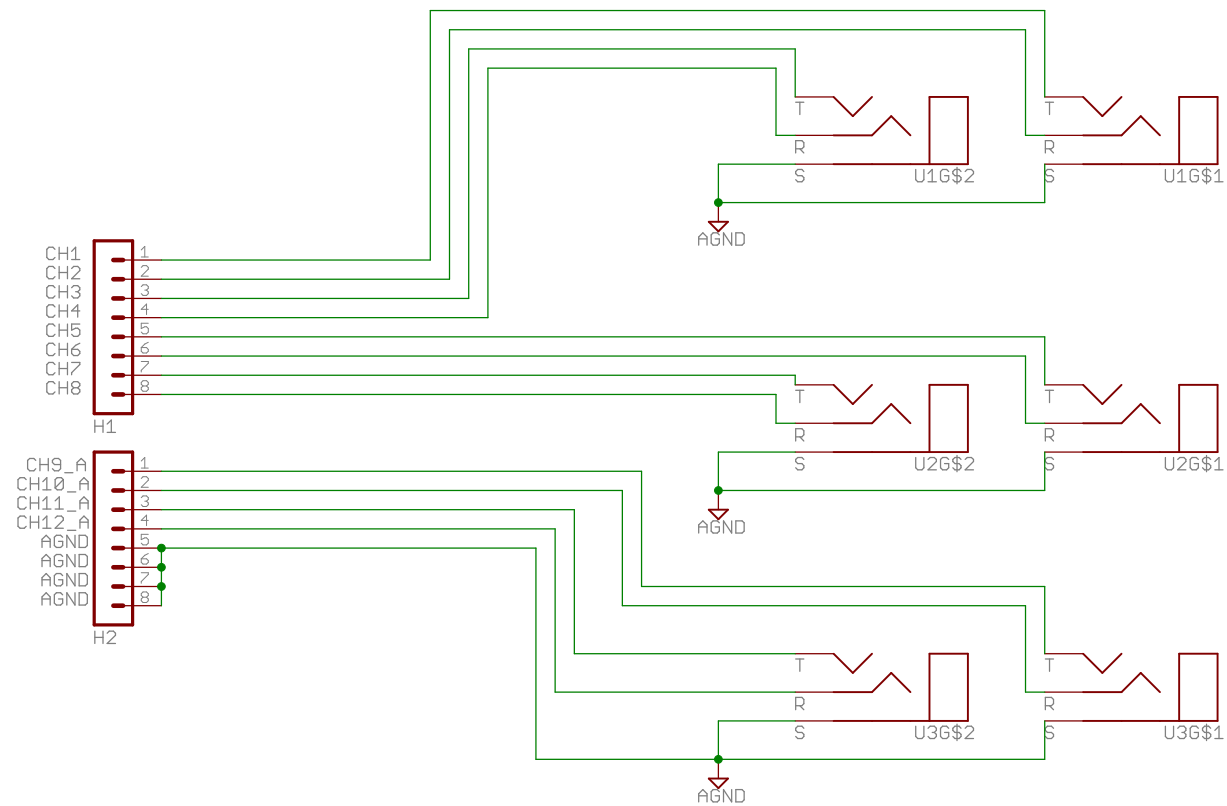 T T
R R
S U1G$2 S U1G$1
AGND
CH1 1
CH2 2
CH3 3
CH4 4
CH5 5
CH6 6
CH7 7
CH8 8
T T
H1
R R
S U2G$2 S U2G$1
CH9_A 1
CH10_A 2
CH11_A 3
CH12_A 4
AGND
AGND 5
AGND 6
AGND 7
AGND 8
H2
T T
R R
S U3G$2 S U3G$1
AGND